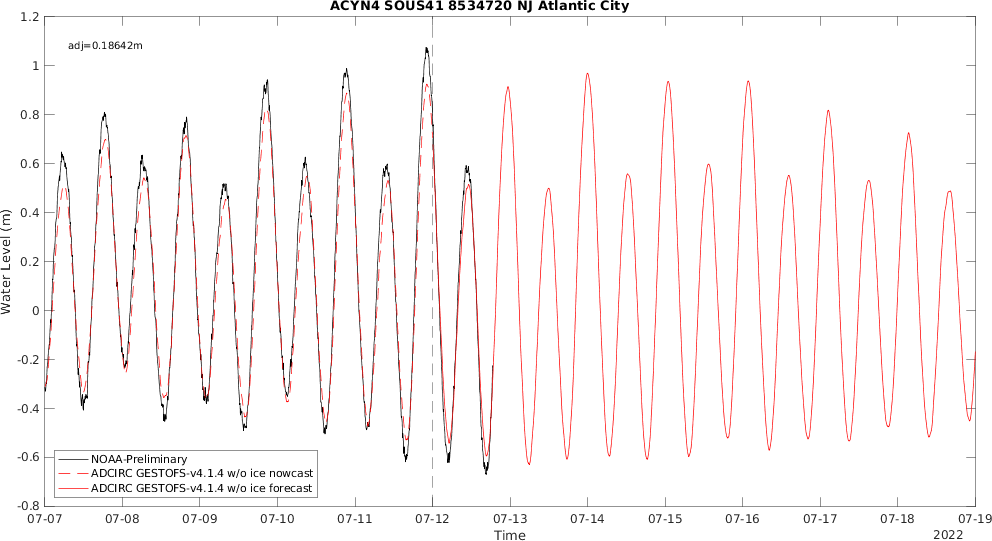 ACYN4 SOUS41 8534720 NJ Atlantic City
adj=0.18642m
1.2
1
0.8
0.6
0.4
0.2
0
-0.2
-0.4
-0.6
-0.8
Water Level (m)
NOAA-Preliminary
ADCIRC GESTOFS-v4.1.4 w/o ice nowcast
ADCIRC GESTOFS-v4.1.4 w/o ice forecast
07-07 07-08 07-09 07-10 07-11 07-12 07-13 07-14 07-15 07-16 07-17 07-18 07-19
Time
2022